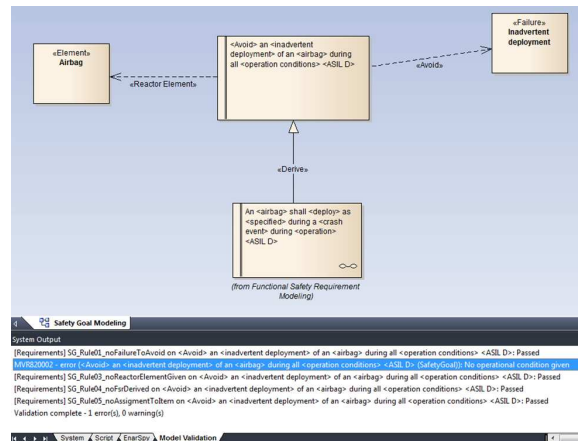 «Element»
Airbag
<Avoid> an <inadvertent
deployment> of an <airbag> during
all <operation conditions> <ASIL D>
«Failure»
Inadvertent
deployment
«Reactor Element»
«Avoid»
«Derive»
An <airbag> shall <deploy> as
<specified> during a <crash
event> during <operation>
<ASIL D>
(from Functional Safety Requirement
Modeling)
Safety Goal Modeling
System Output
[Requirements] SG_Rule01_noFailureToAvoid on <Avoid> an <inadvertent deployment> of an <airbag> during all <operation conditions> <ASIL D>: Passed
MVR820002 - error (<Avoid> an <inadvertent deployment> of an <airbag> during all <operation conditions> <ASIL D> (SafetyGoal)): No operational condition given
[Requirements] SG_Rule03_noReactorElementGiven on <Avoid> an <inadvertent deployment> of an <airbag> during all <operation conditions> <ASIL D>: Passed
[Requirements] SG_Rule04_noFsrDerived on <Avoid> an <inadvertent deployment> of an <airbag> during all <operation conditions> <ASIL D>: Passed
[Requirements] SG_Rule05_noAssignmentToItem on <Avoid> an <inadvertent deployment> of an <airbag> during all <operation conditions> <ASIL D>: Passed
Validation complete - 1 error(s), 0 warning(s)
System Script EnarSpy Model Validation